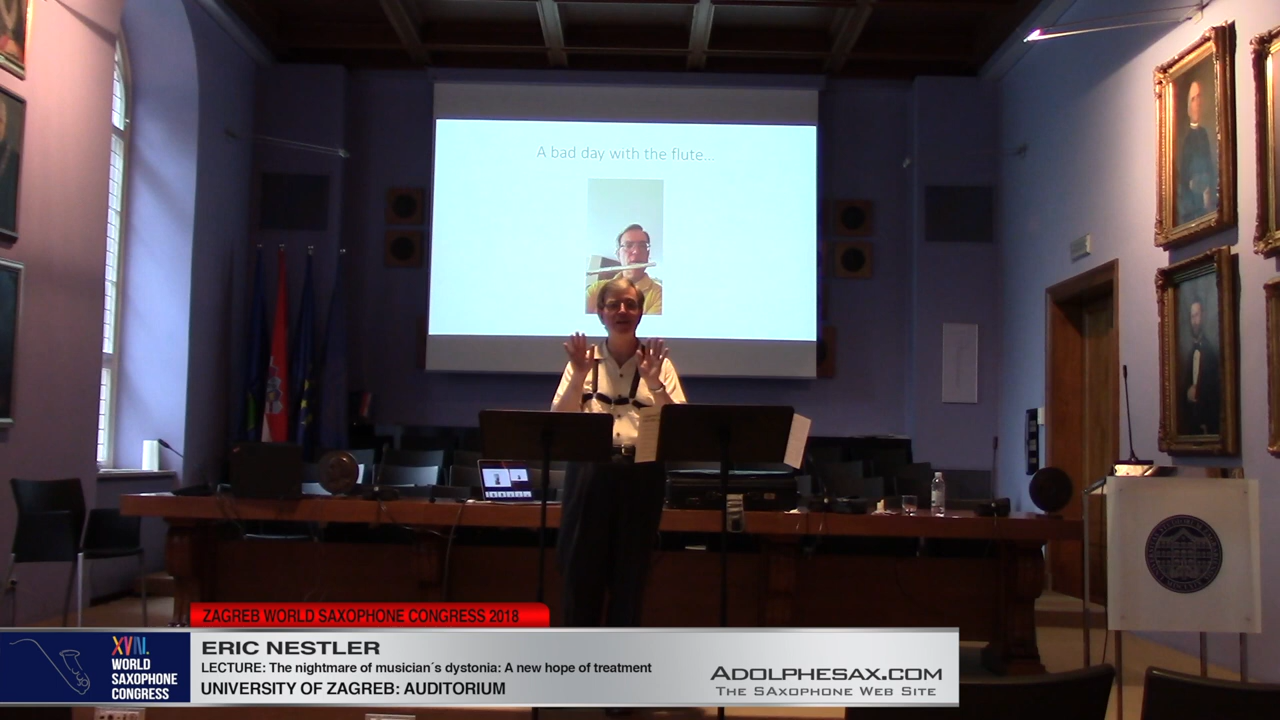 A bad day with the flute...
ZAGREB WORLD SAXOPHONE CONGRESS 2018
XVIII.
WORLD
SAXOPHONE
CONGRESS
ERIC NESTLER
LECTURE: The nightmare of musician´s dystonia: A new hope of treatment
UNIVERSITY OF ZAGREB: AUDITORIUM
ADOLPHESAX.COM
THE SAXOPHONE WEB SITE